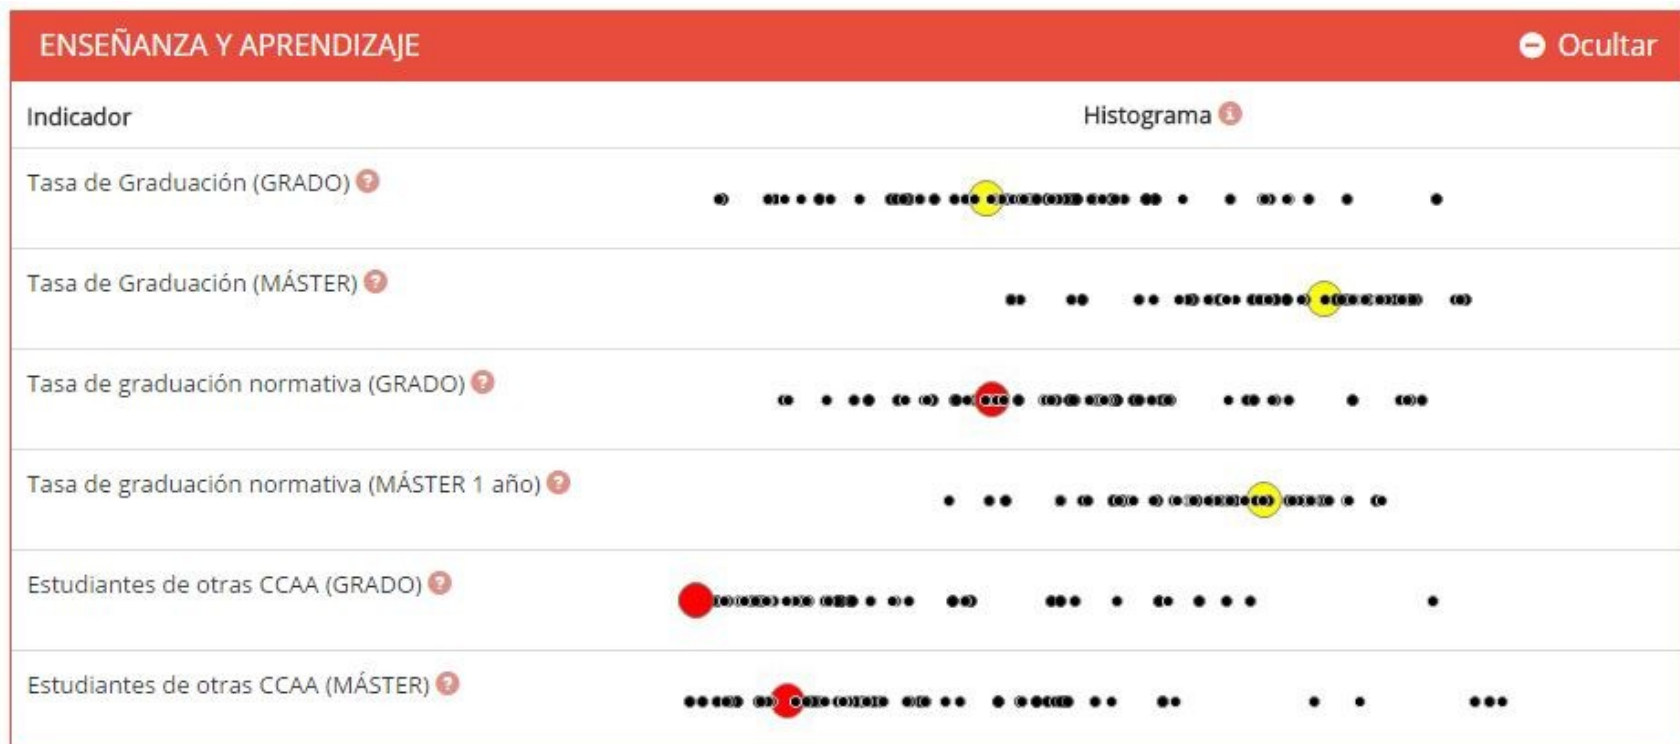 ENSEÑANZA Y APRENDIZAJE Ocultar
Indicador Histograma
Tasa de Graduación (GRADO)
Tasa de Graduación (MÁSTER)
Tasa de graduación normativa (GRADO)
Tasa de graduación normativa (MÁSTER 1 año)
Estudiantes de otras CCAA (GRADO)
Estudiantes de otras CCAA (MÁSTER)